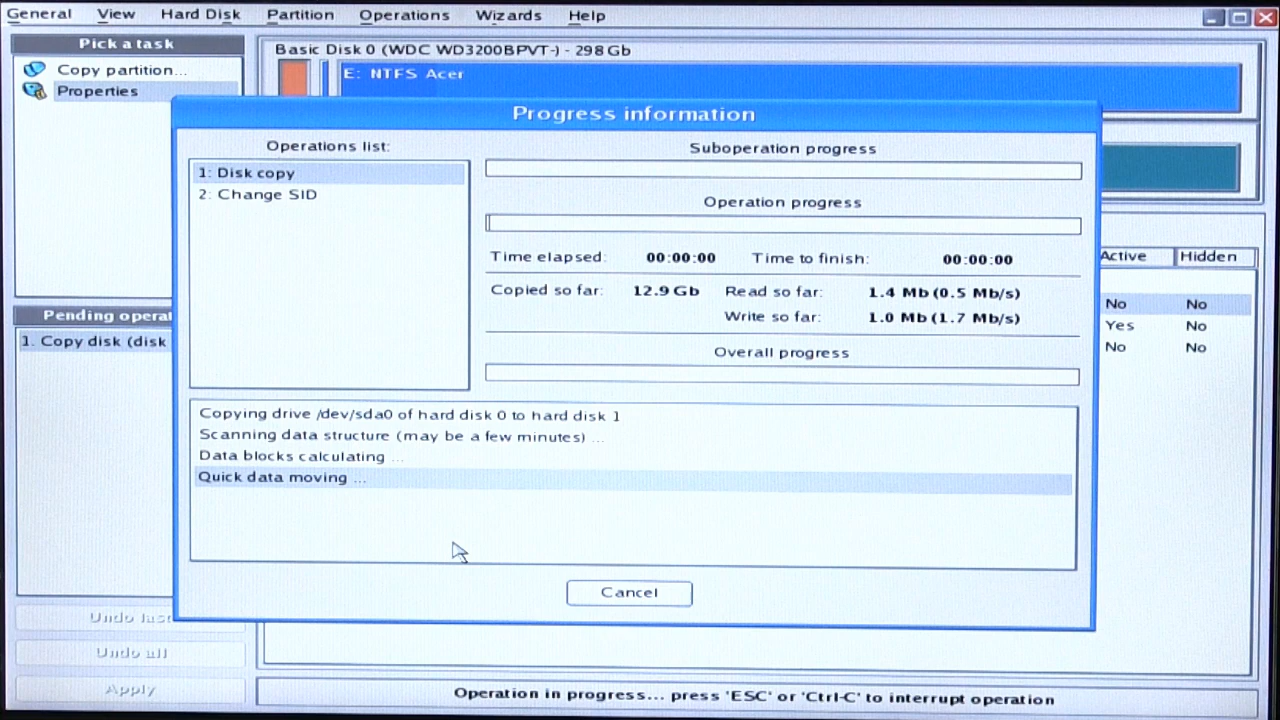 General View Hard Disk Partition Operations Wizards Help
Pick a task
Copy partition...
Properties
Basic Disk 0 (WDC WD3200BPVT-) - 298 Gb
E: NTFS Acer
Progress information
Operations list:
1: Disk copy
2: Change SID
Suboperation progress
Operation progress
Time elapsed: 00:00:00 Time to finish: 00:00:00
Copied so far: 12.9 Gb Read so far: 1.4 Mb (0.5 Mb/s)
Write so far: 1.0 Mb (1.7 Mb/s)
Overall progress
Copying drive /dev/sda0 of hard disk 0 to hard disk 1
Scanning data structure (may be a few minutes) ...
Data blocks calculating ...
Quick data moving ...
Cancel
Active Hidden
No No
Yes No
No No
Pending operat
1. Copy disk (disk
Undo last
Undo all
Apply
Operation in progress... press 'ESC' or 'Ctrl-C' to interrupt operation